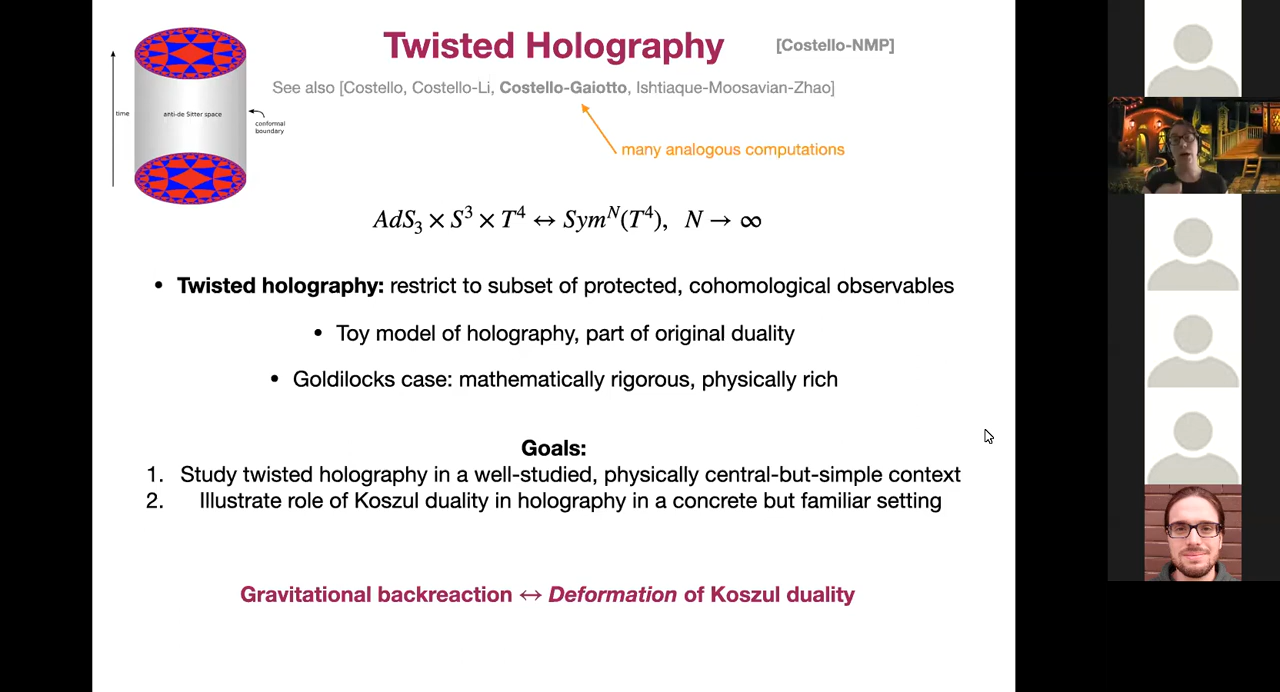 Twisted Holography
[Costello-NMP]
See also [Costello, Costello-Li, Costello-Gaiotto, Ishtiaque-Moosavian-Zhao]
time
anti-de Sitter space
conformal
boundary
many analogous computations
AdS₃ × S³ × T⁴ ↔ Symᴺ(T⁴), N → ∞
• Twisted holography: restrict to subset of protected, cohomological observables
• Toy model of holography, part of original duality
• Goldilocks case: mathematically rigorous, physically rich
Goals:
1. Study twisted holography in a well-studied, physically central-but-simple context
2. Illustrate role of Koszul duality in holography in a concrete but familiar setting
Gravitational backreaction ↔ Deformation of Koszul duality